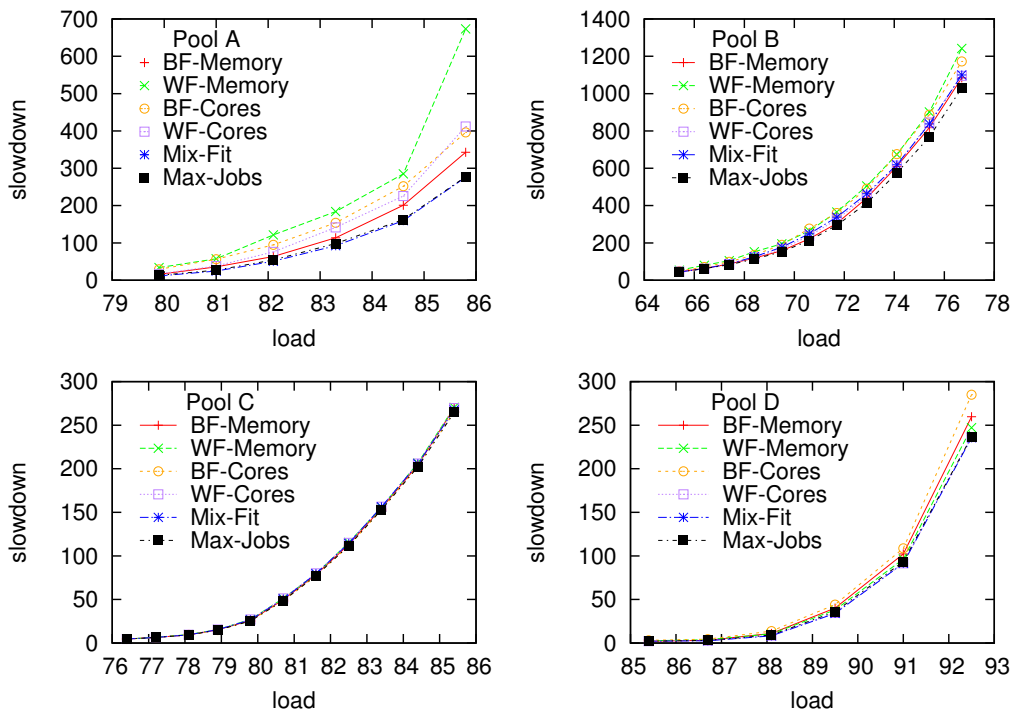 Pool A
BF-Memory
WF-Memory
BF-Cores
WF-Cores
Mix-Fit
Max-Jobs
slowdown
700
600
500
400
300
200
100
0
79 80 81 82 83 84 85 86
load
Pool B
BF-Memory
WF-Memory
BF-Cores
WF-Cores
Mix-Fit
Max-Jobs
slowdown
1400
1200
1000
800
600
400
200
0
64 66 68 70 72 74 76 78
load
Pool C
BF-Memory
WF-Memory
BF-Cores
WF-Cores
Mix-Fit
Max-Jobs
slowdown
300
250
200
150
100
50
0
76 77 78 79 80 81 82 83 84 85 86
load
Pool D
BF-Memory
WF-Memory
BF-Cores
WF-Cores
Mix-Fit
Max-Jobs
slowdown
300
250
200
150
100
50
0
85 86 87 88 89 90 91 92 93
load